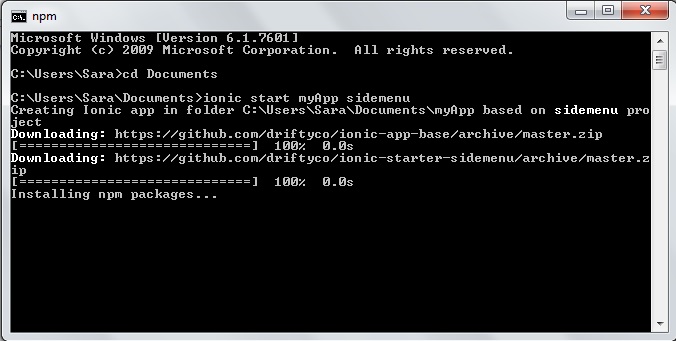 npm
Microsoft Windows [Version 6.1.7601]
Copyright (c) 2009 Microsoft Corporation.  All rights reserved.
C:\Users\Sara>cd Documents
C:\Users\Sara\Documents>ionic start myApp sidemenu
Creating Ionic app in folder C:\Users\Sara\Documents\myApp based on sidemenu pro
ject
Downloading: https://github.com/driftyco/ionic-app-base/archive/master.zip
[=============================]  100%  0.0s
Downloading: https://github.com/driftyco/ionic-starter-sidemenu/archive/master.z
ip
[=============================]  100%  0.0s
Installing npm packages...